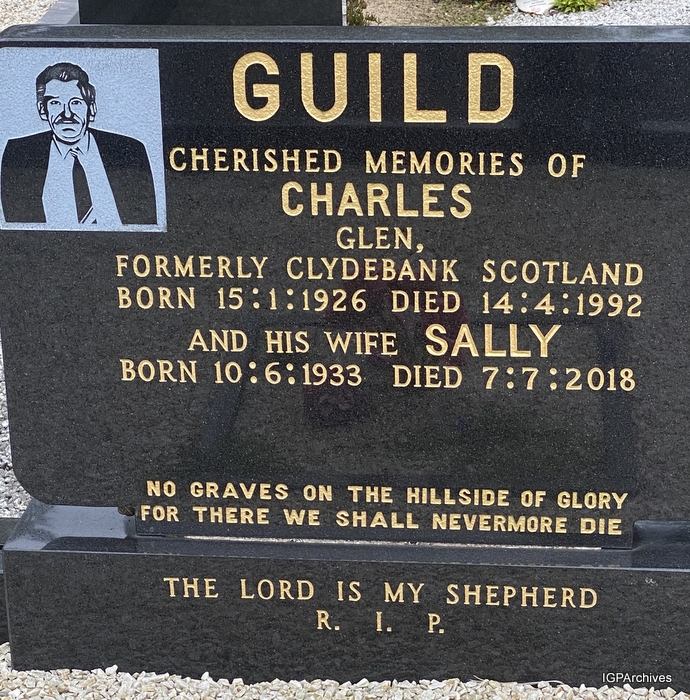 GUILD
CHERISHED MEMORIES OF
CHARLES
GLEN,
FORMERLY CLYDEBANK SCOTLAND
BORN 15:1:1926 DIED 14:4:1992
AND HIS WIFE SALLY
BORN 10:6:1933 DIED 7:7:2018
NO GRAVES ON THE HILLSIDE OF GLORY
FOR THERE WE SHALL NEVERMORE DIE
THE LORD IS MY SHEPHERD
R. I. P.
IGPArchives